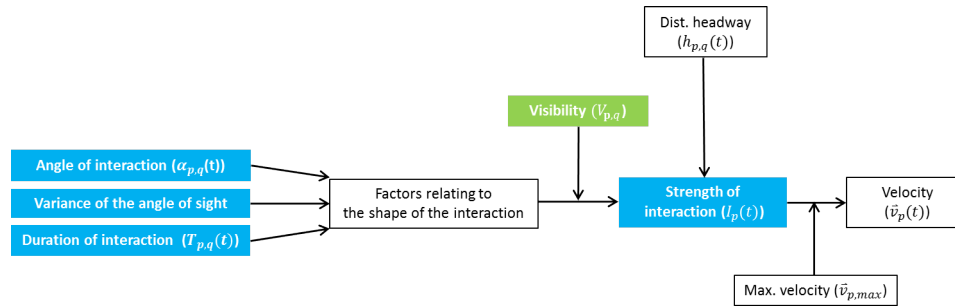 Dist. headway
(h_{p,q}(t))
Visibility (V_{p,q})
Angle of interaction (α_{p,q}(t))
Variance of the angle of sight
Duration of interaction (T_{p,q}(t))
Factors relating to
the shape of the interaction
Strength of
interaction (I_p(t))
Velocity
(v⃗_p(t))
Max. velocity (v⃗_{p,max})